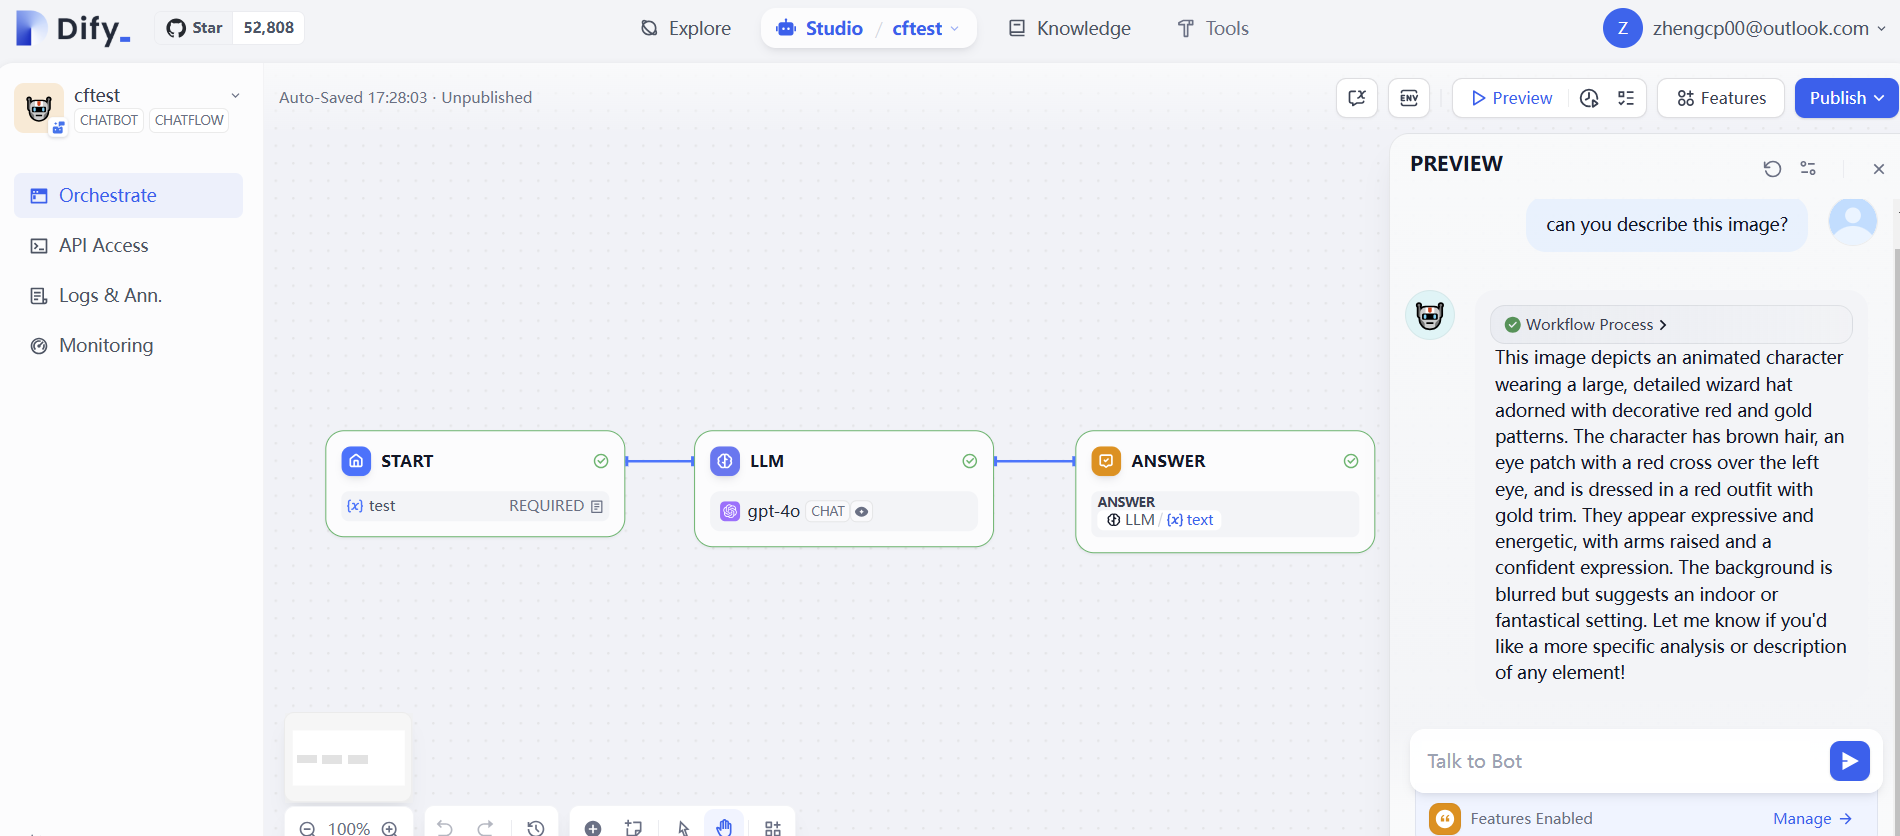 Dify_
Star 52,808
Explore
Studio / cftest
Knowledge
Tools
Z zhengcp00@outlook.com
cftest
CHATBOT CHATFLOW
Orchestrate
API Access
Logs & Ann.
Monitoring
Auto-Saved 17:28:03 · Unpublished
ENV
Preview
Features
Publish
START
{x} test REQUIRED
LLM
gpt-4o CHAT
ANSWER
ANSWER
LLM / {x} text
PREVIEW
can you describe this image?
Workflow Process
This image depicts an animated character
wearing a large, detailed wizard hat
adorned with decorative red and gold
patterns. The character has brown hair, an
eye patch with a red cross over the left
eye, and is dressed in a red outfit with
gold trim. They appear expressive and
energetic, with arms raised and a
confident expression. The background is
blurred but suggests an indoor or
fantastical setting. Let me know if you'd
like a more specific analysis or description
of any element!
Talk to Bot
Features Enabled
Manage
100%